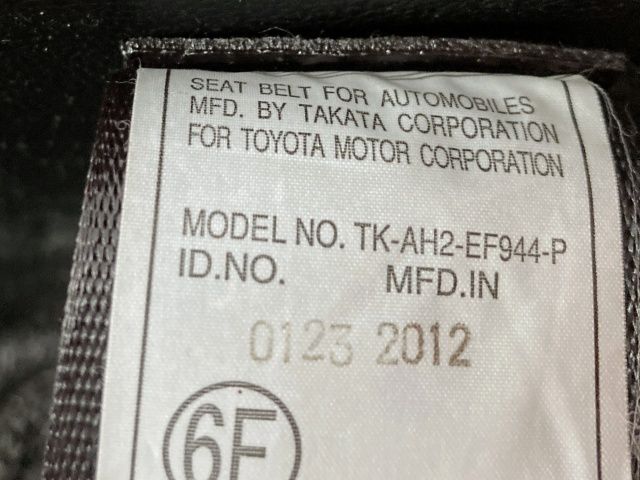 SEAT BELT FOR AUTOMOBILES
MFD. BY TAKATA CORPORATION
FOR TOYOTA MOTOR CORPORATION
MODEL NO. TK-AH2-EF944-P
ID.NO. MFD.IN
0123 2012
6F